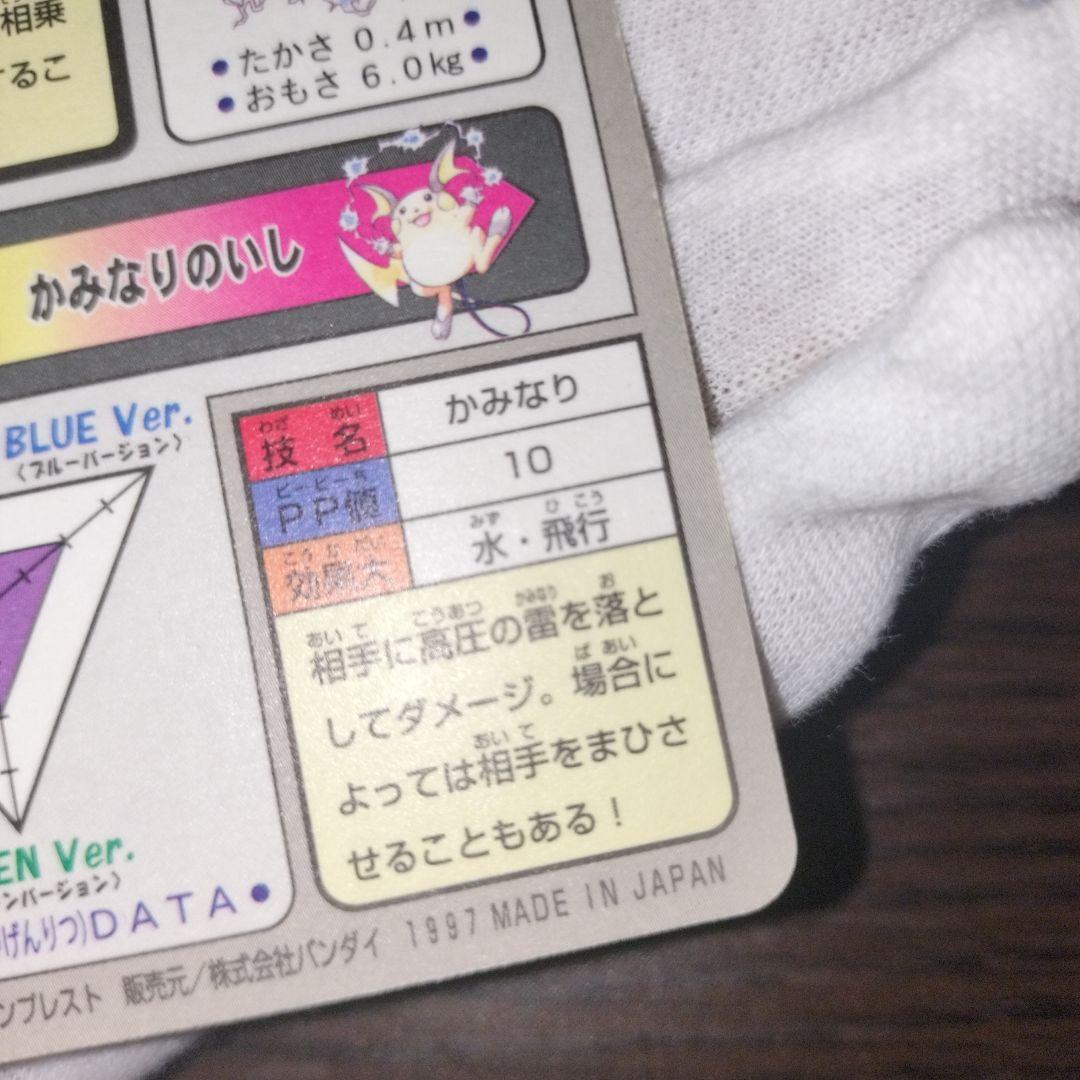 相乗
するこ
●たかさ 0.4m●
●おもさ 6.0kg●
かみなりのいし
BLUE Ver.
〈ブルーバージョン〉
わざ めい
技名 かみなり
ピーピーち
PP値 10
みず ひ こう
こう か だい
効果大 水・飛行
あい て こうあつ かみなり お
相手に高圧の雷を落と
ば あい
してダメージ。場合に
あい て
よっては相手をまひさ
せることもある！
EN Ver.
ンバージョン〉
げんりつ)DATA●
ンプレスト 販売元／株式会社バンダイ 1997 MADE IN JAPAN